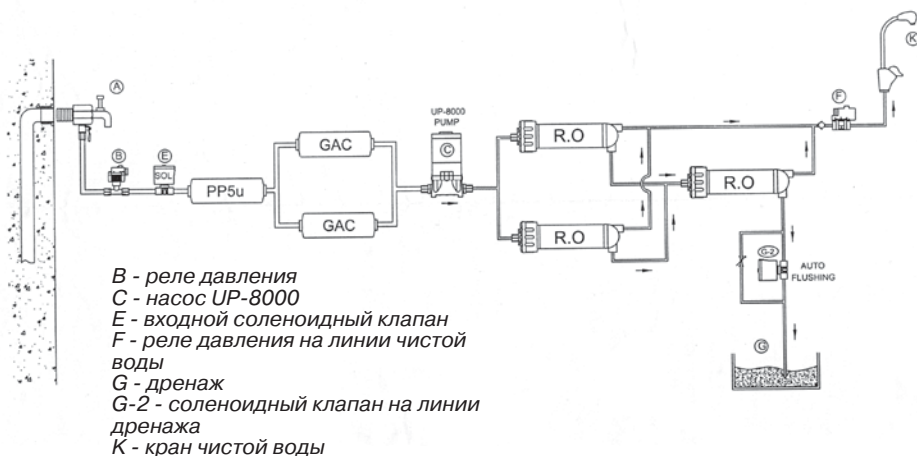 A
K
UP-8000
PUMP
F
C
B
E
SOL
GAC
R.O
PP5u
R.O
GAC
R.O
G-2
AUTO
FLUSHING
G
B - реле давления
C - насос UP-8000
E - входной соленоидный клапан
F - реле давления на линии чистой
воды
G - дренаж
G-2 - соленоидный клапан на линии
дренажа
K - кран чистой воды